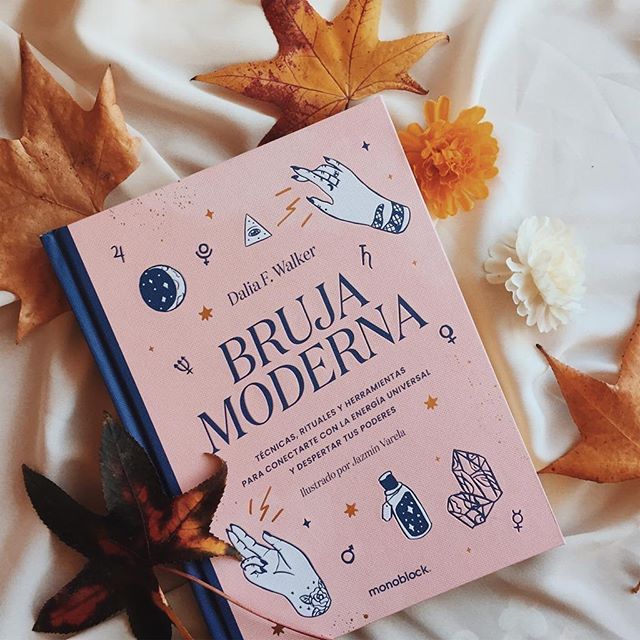 Dalia F. Walker
BRUJA
MODERNA
TÉCNICAS, RITUALES Y HERRAMIENTAS
PARA CONECTARTE CON LA ENERGÍA UNIVERSAL
Y DESPERTAR TUS PODERES
Ilustrado por Jazmín Varela
monoblock.